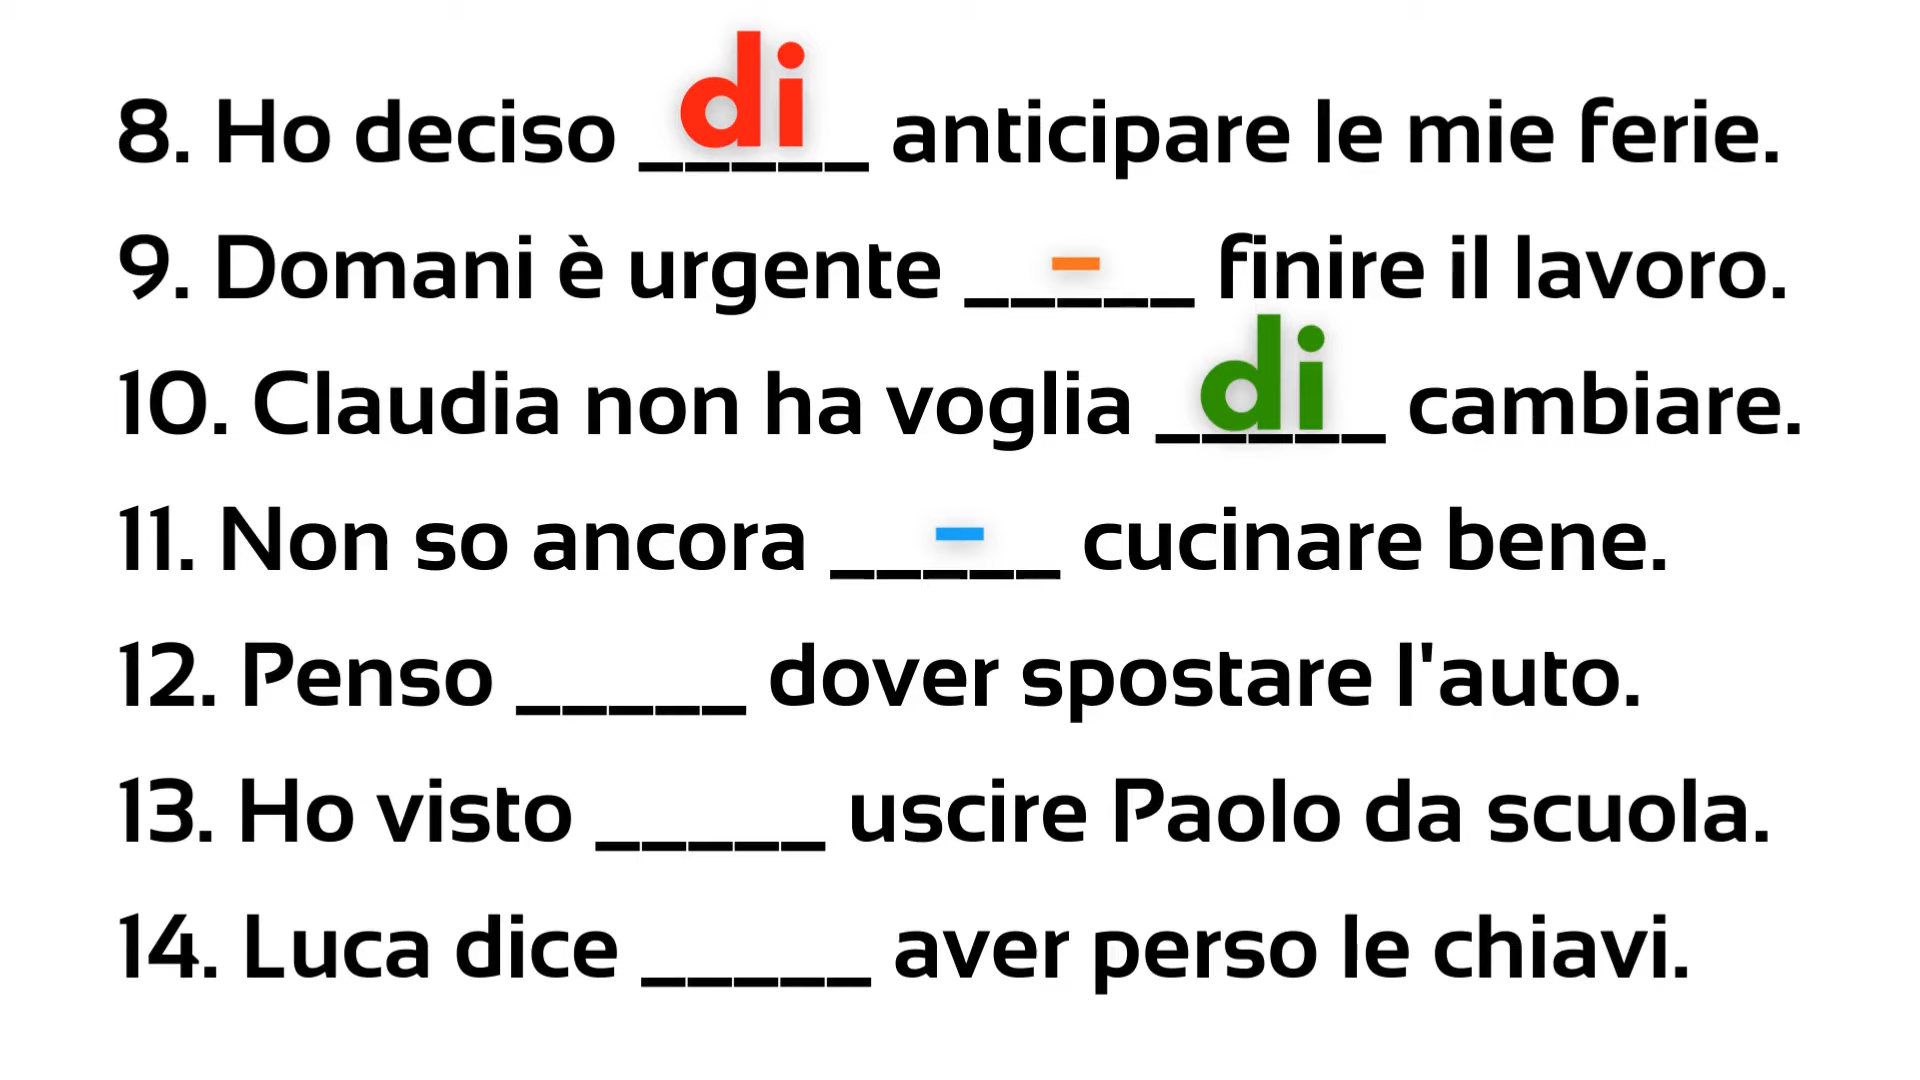 8. Ho deciso di anticipare le mie ferie.
9. Domani è urgente _____ - finire il lavoro.
10. Claudia non ha voglia di cambiare.
11. Non so ancora _____ - cucinare bene.
12. Penso _____ dover spostare l'auto.
13. Ho visto _____ uscire Paolo da scuola.
14. Luca dice _____ aver perso le chiavi.